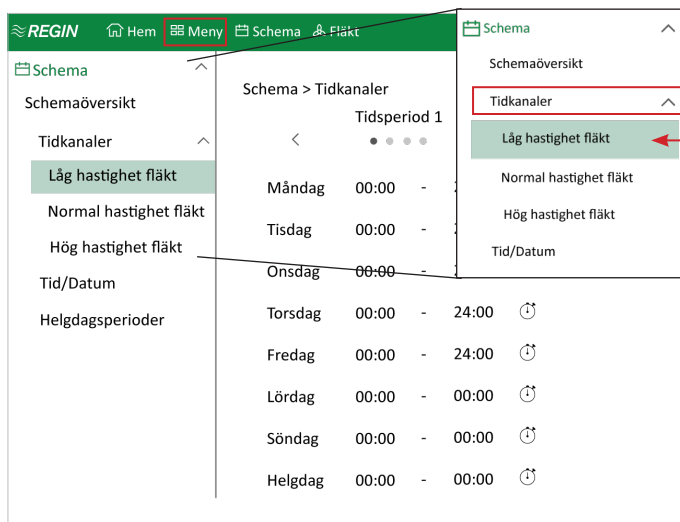 REGIN Hem Meny Schema Fläkt
Schema
Schemaöversikt
Tidkanaler
Låg hastighet fläkt
Normal hastighet fläkt
Hög hastighet fläkt
Tid/Datum
Helgdagsperioder
Schema > Tidkanaler
Tidsperiod 1
Måndag 00:00 -
Tisdag 00:00 -
Onsdag 00:00 -
Torsdag 00:00 - 24:00
Fredag 00:00 - 24:00
Lördag 00:00 - 00:00
Söndag 00:00 - 00:00
Helgdag 00:00 - 00:00
Schema
Schemaöversikt
Tidkanaler
Låg hastighet fläkt
Normal hastighet fläkt
Hög hastighet fläkt
Tid/Datum